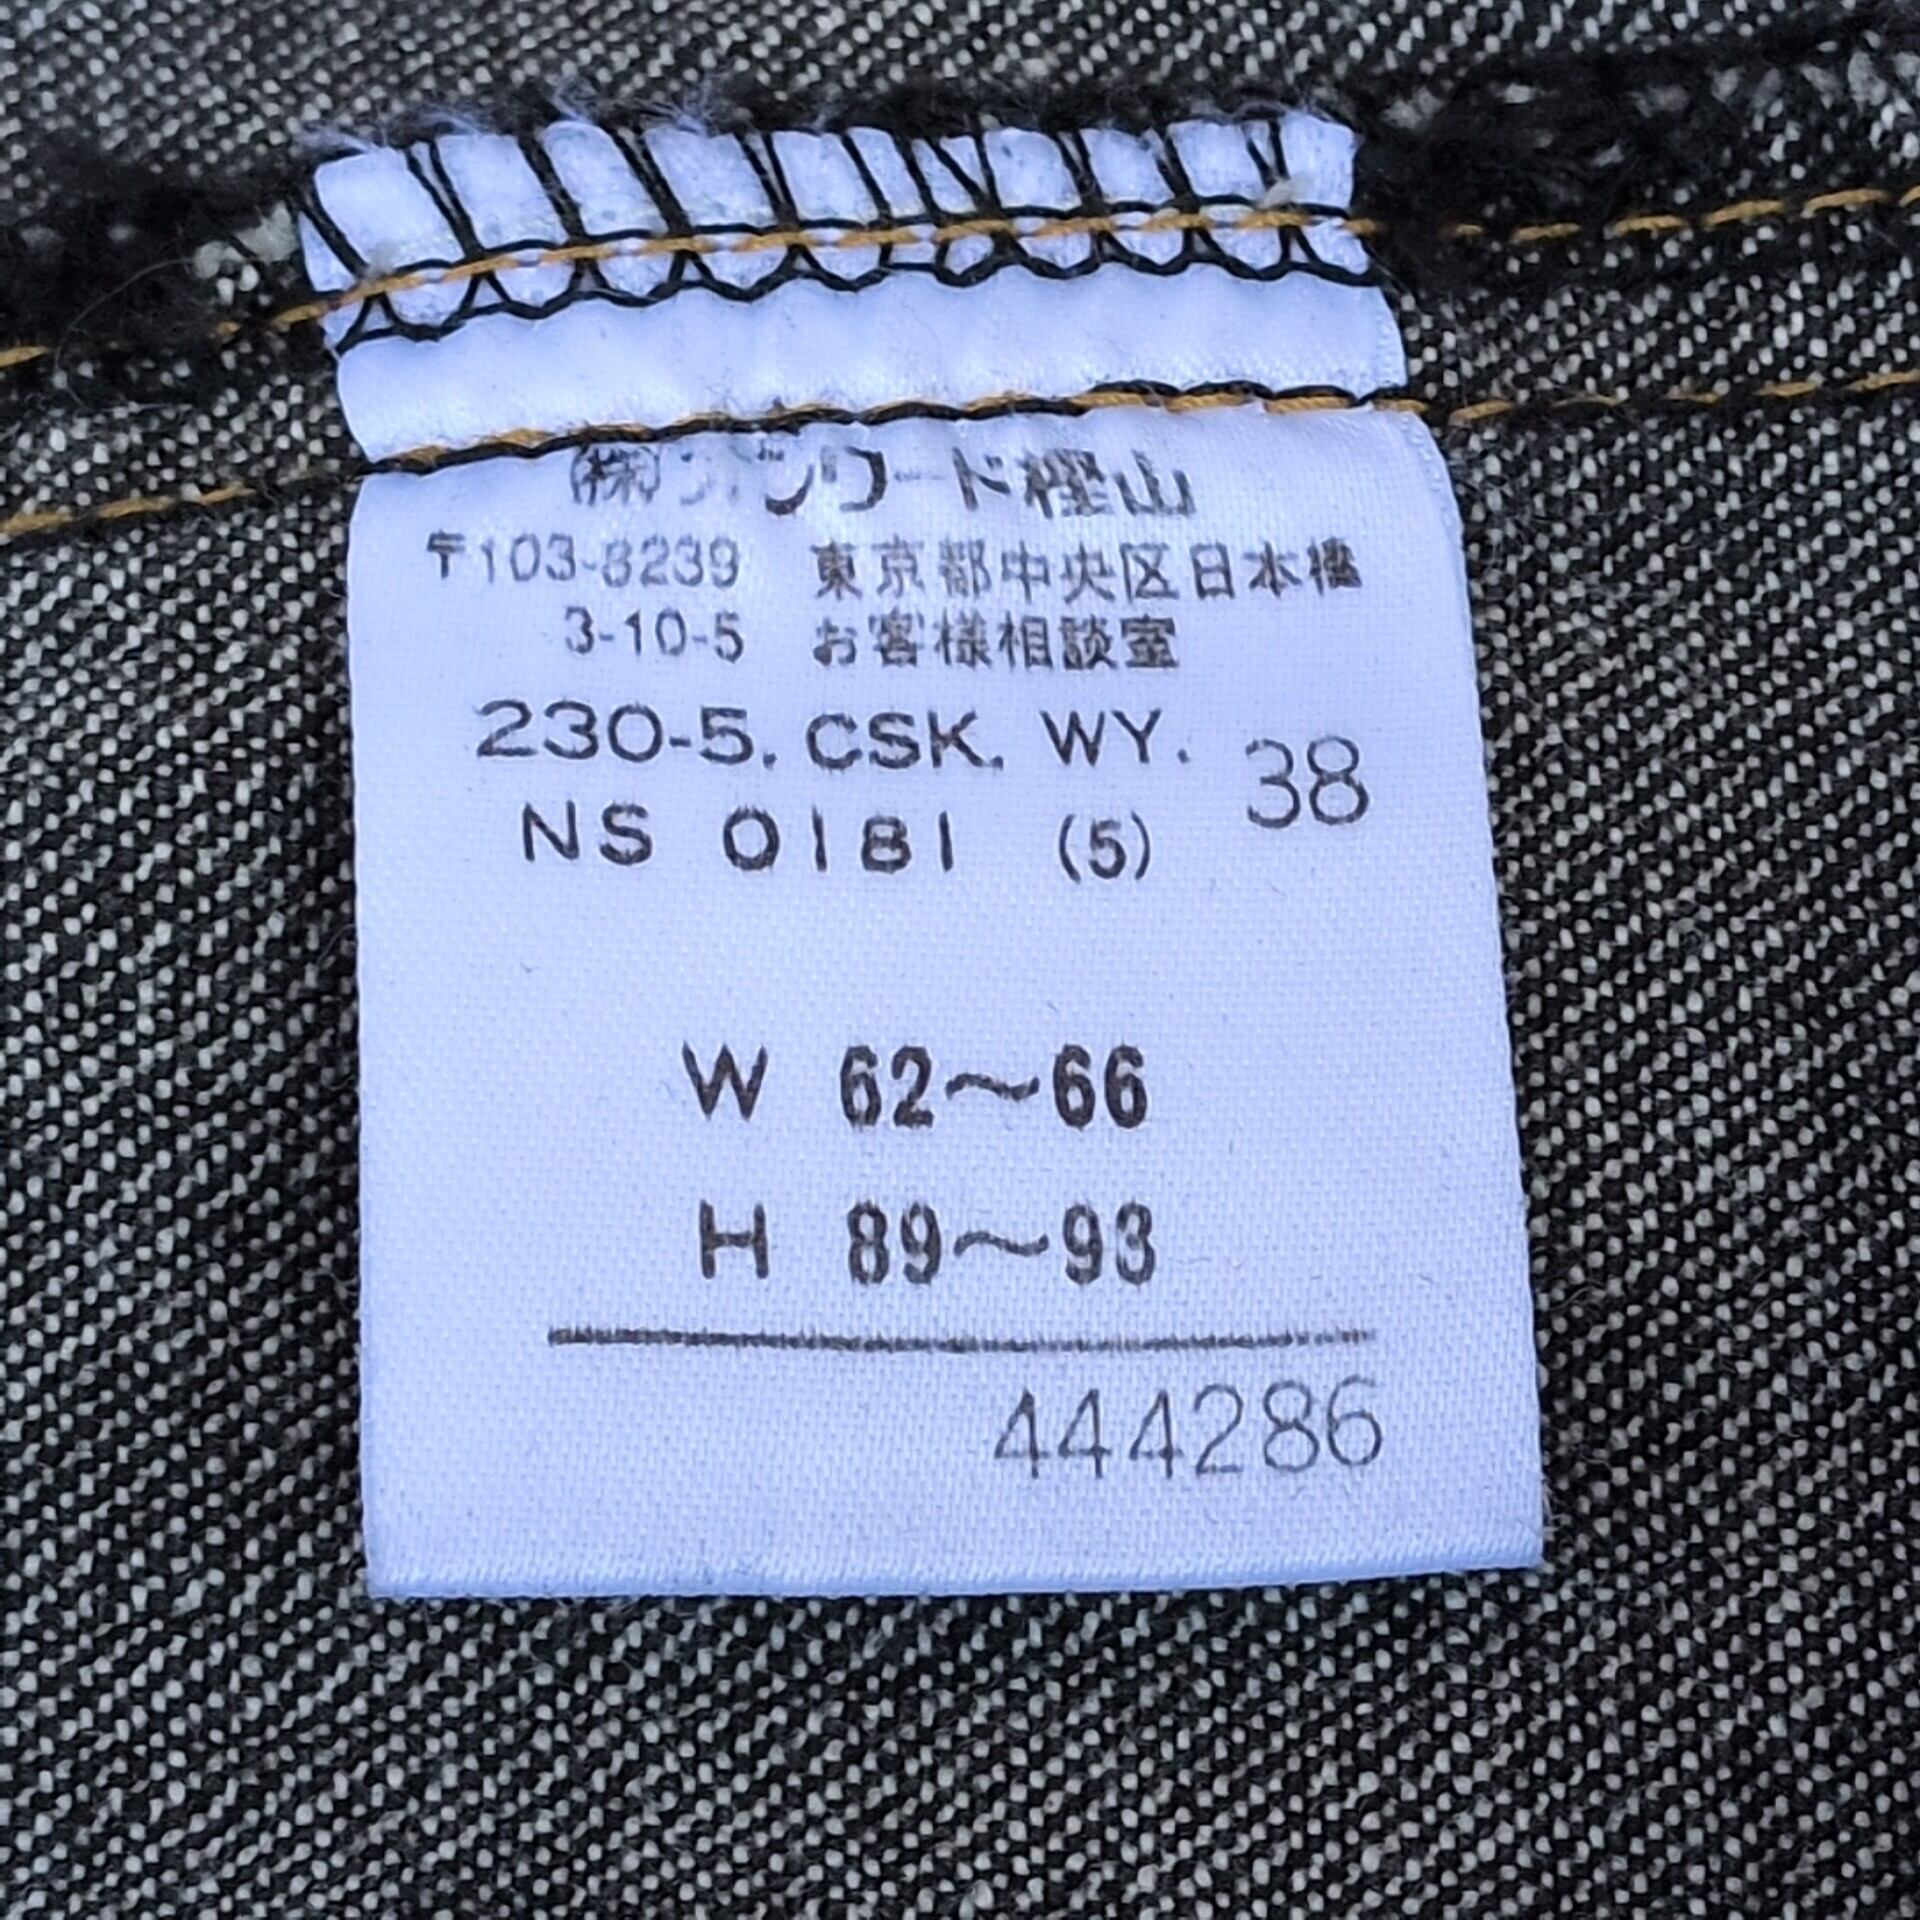 ㈱オンワード樫山
〒103-8239 東京都中央区日本橋
3-10-5 お客様相談室
230-5. CSK. WY. 38
NS 0181 (5)
W 62～66
H 89～93
444286